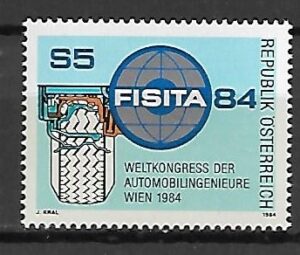 S5
FISITA 84
WELTKONGRESS DER
AUTOMOBILINGENIEURE
WIEN 1984
REPUBLIK ÖSTERREICH
J. KRAL
1984